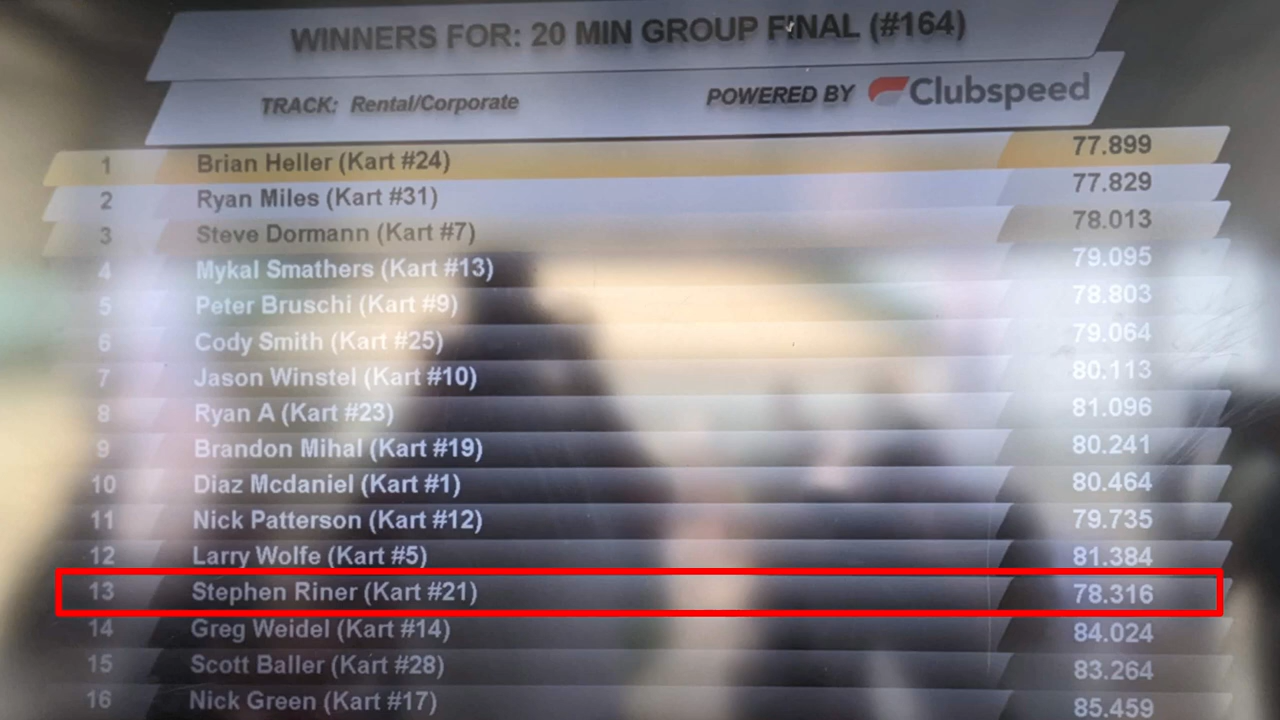 WINNERS FOR: 20 MIN GROUP FINAL (#164)
TRACK: Rental/Corporate POWERED BY Clubspeed
1 Brian Heller (Kart #24) 77.899
2 Ryan Miles (Kart #31) 77.829
3 Steve Dormann (Kart #7) 78.013
4 Mykal Smathers (Kart #13) 79.095
5 Peter Bruschi (Kart #9) 78.803
6 Cody Smith (Kart #25) 79.064
7 Jason Winstel (Kart #10) 80.113
8 Ryan A (Kart #23) 81.096
9 Brandon Mihal (Kart #19) 80.241
10 Diaz Mcdaniel (Kart #1) 80.464
11 Nick Patterson (Kart #12) 79.735
12 Larry Wolfe (Kart #5) 81.384
13 Stephen Riner (Kart #21) 78.316
14 Greg Weidel (Kart #14) 84.024
15 Scott Baller (Kart #28) 83.264
16 Nick Green (Kart #17) 85.459